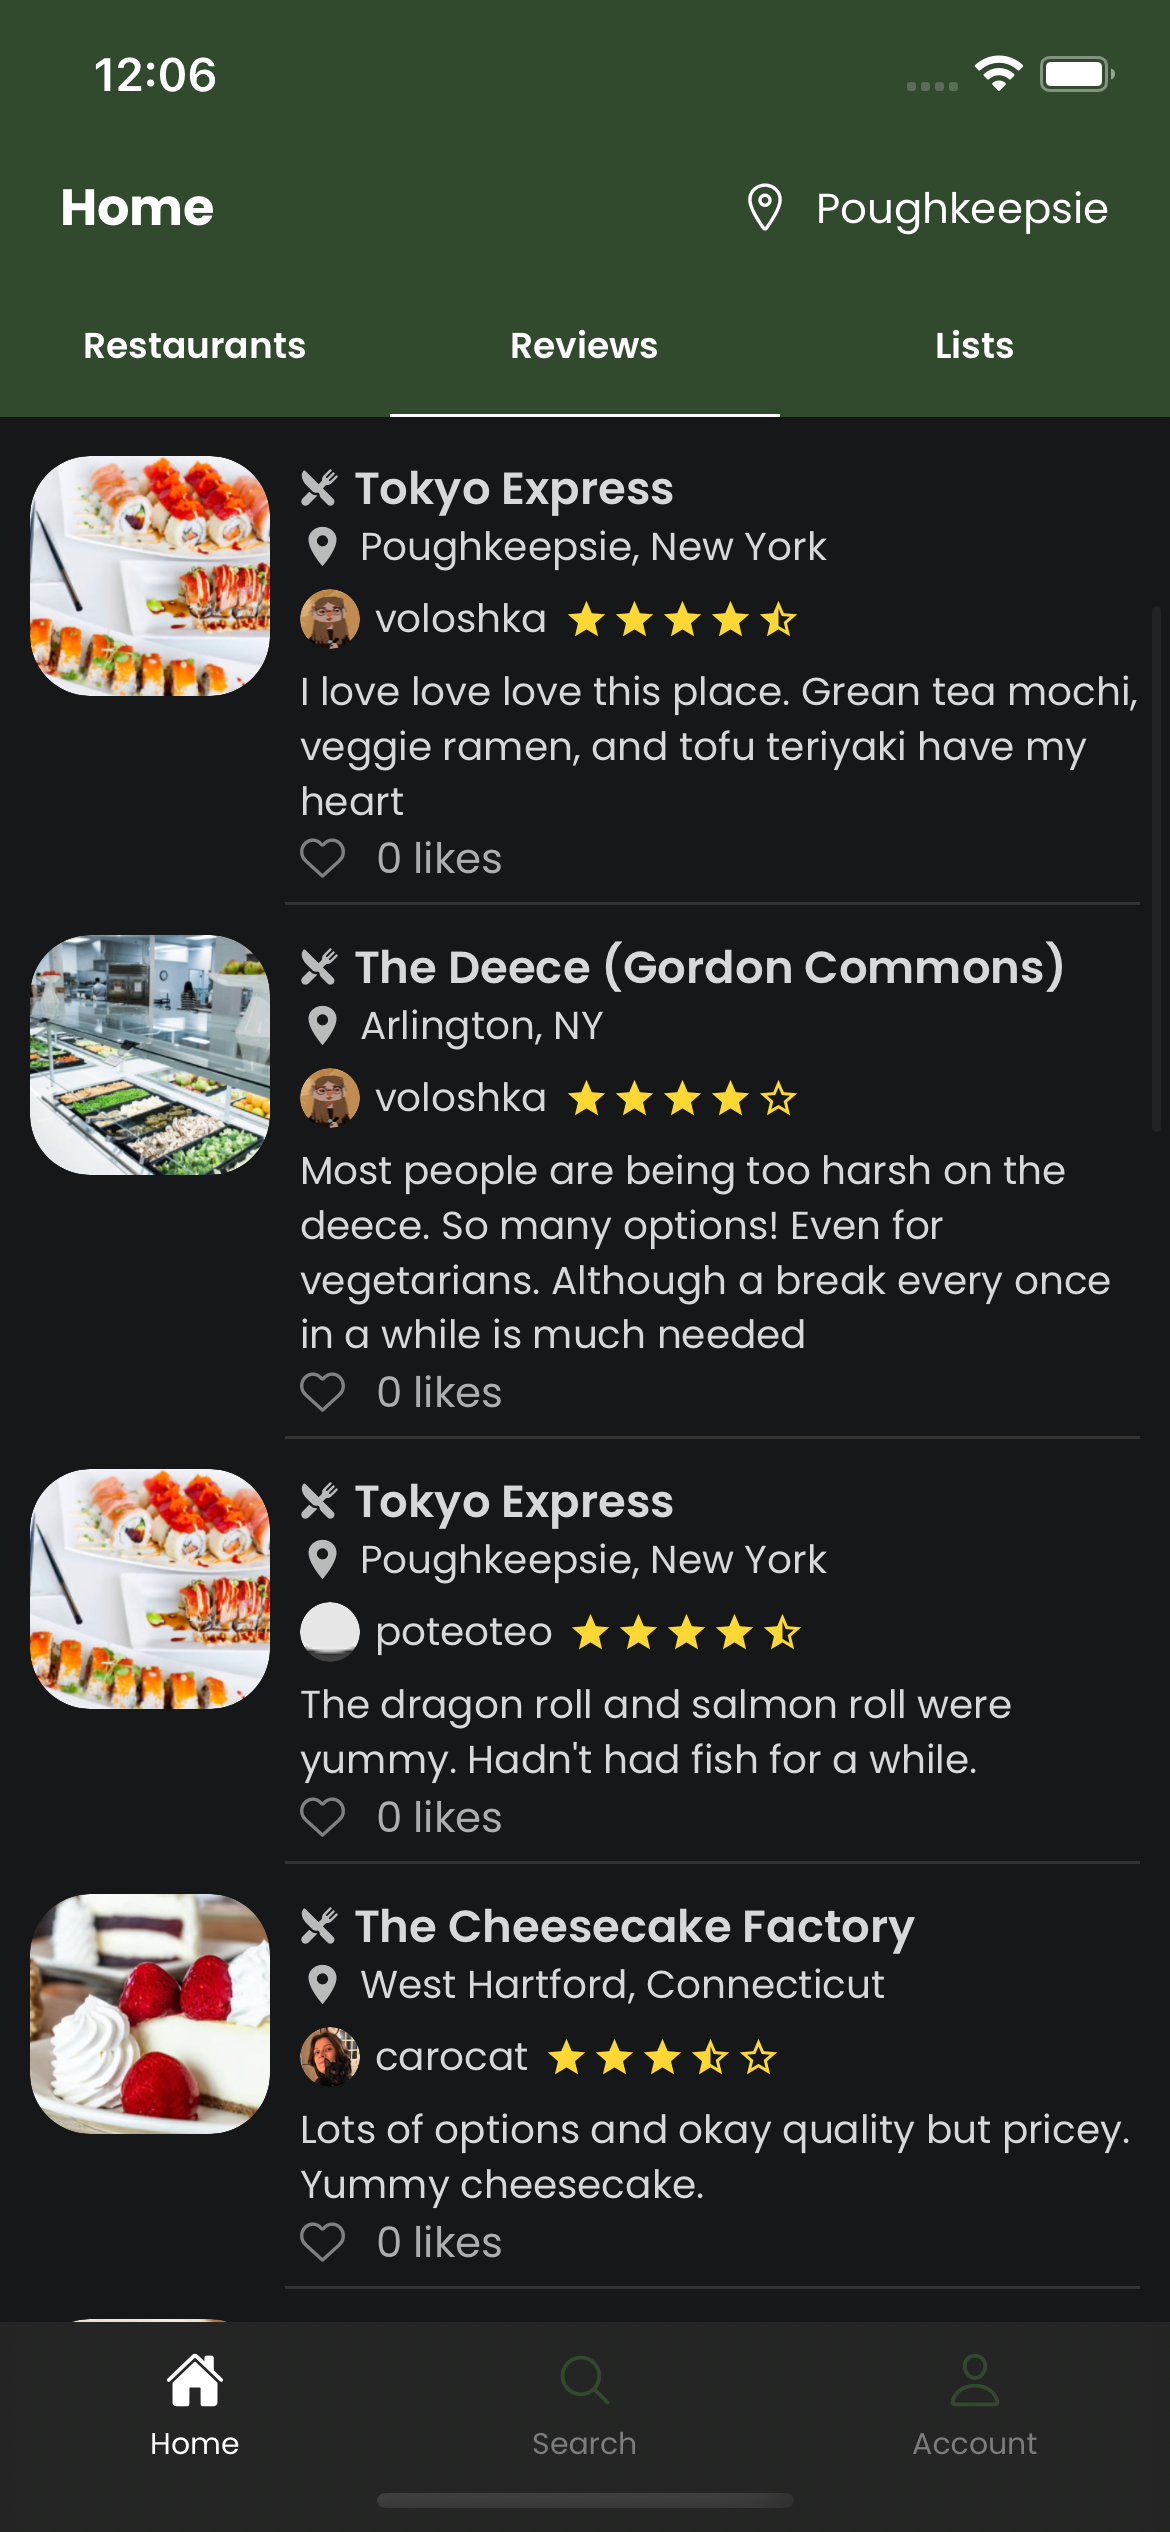 12:06
Home
Poughkeepsie
Restaurants
Reviews
Lists
Tokyo Express
Poughkeepsie, New York
voloshka
I love love love this place. Grean tea mochi,
veggie ramen, and tofu teriyaki have my
heart
0 likes
The Deece (Gordon Commons)
Arlington, NY
voloshka
Most people are being too harsh on the
deece. So many options! Even for
vegetarians. Although a break every once
in a while is much needed
0 likes
Tokyo Express
Poughkeepsie, New York
poteoteo
The dragon roll and salmon roll were
yummy. Hadn't had fish for a while.
0 likes
The Cheesecake Factory
West Hartford, Connecticut
carocat
Lots of options and okay quality but pricey.
Yummy cheesecake.
0 likes
Home
Search
Account